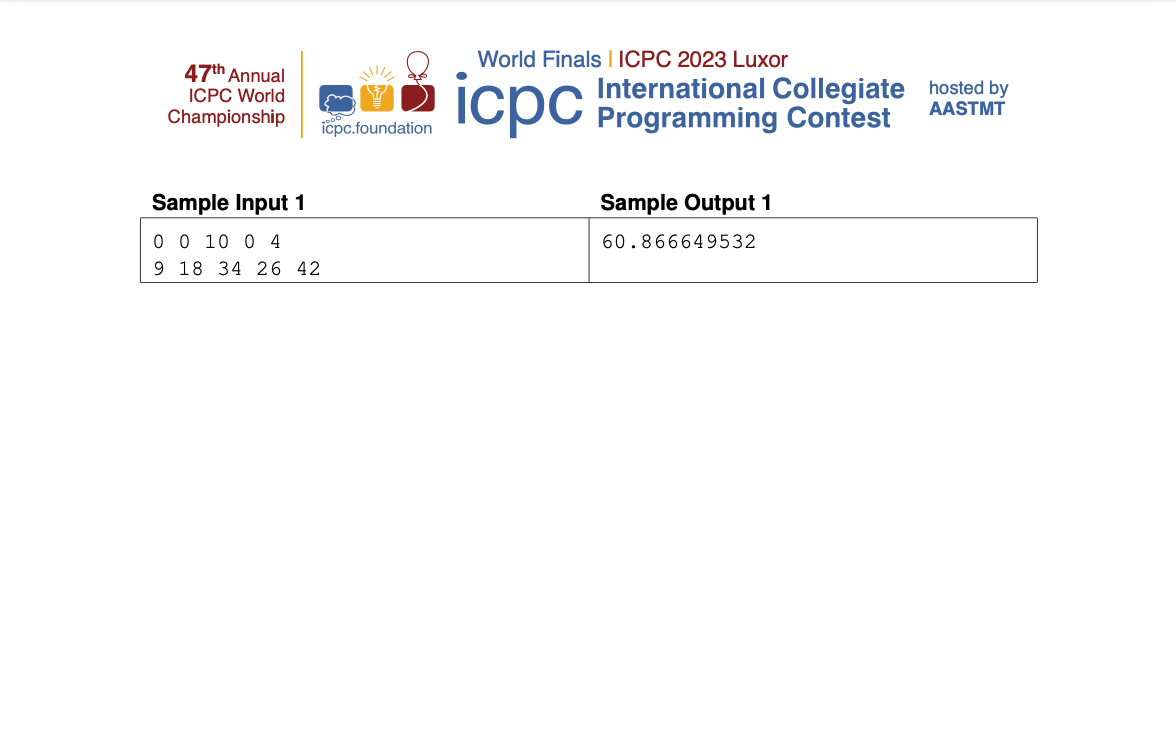 47th Annual
ICPC World
Championship
icpc.foundation
World Finals | ICPC 2023 Luxor
icpc
International Collegiate
Programming Contest
hosted by
AASTMT
Sample Input 1
Sample Output 1
0 0 10 0 4
9 18 34 26 42
60.866649532